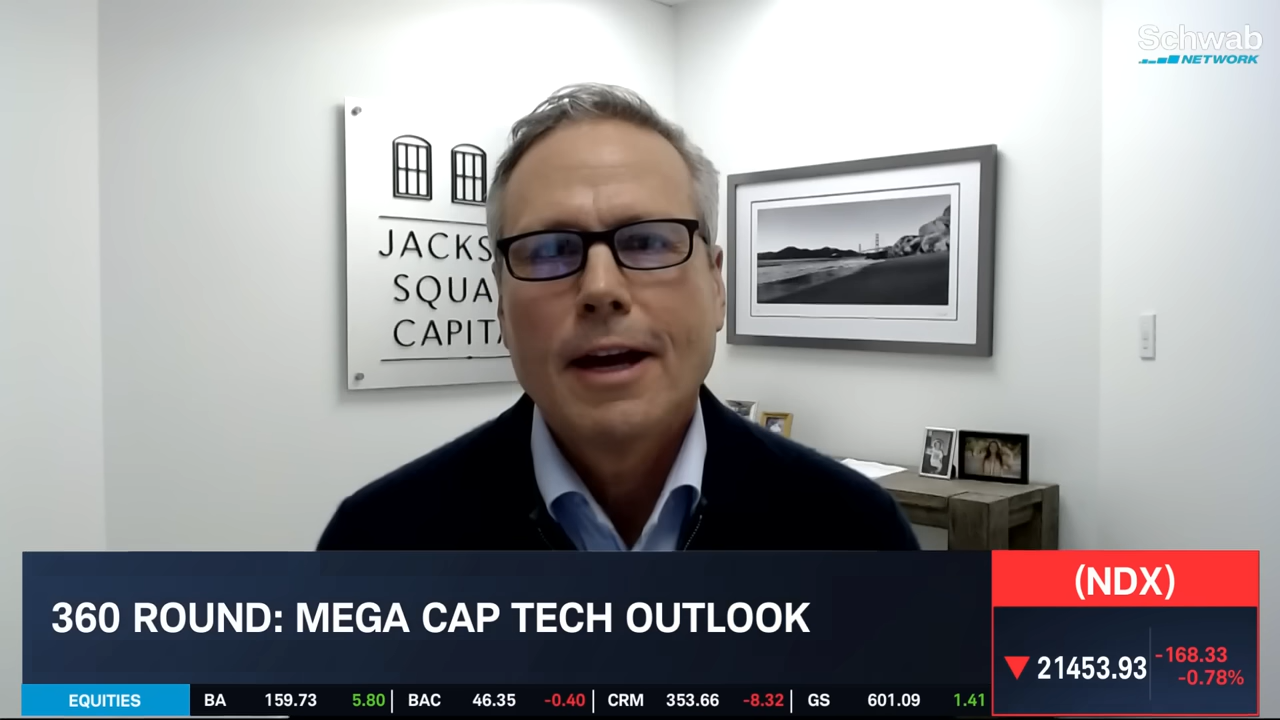 Schwab
NETWORK
JACKS
SQUA
CAPITA
360 ROUND: MEGA CAP TECH OUTLOOK
(NDX)
▼ 21453.93 -168.33
-0.78%
EQUITIES BA 159.73 5.80 BAC 46.35 -0.40 CRM 353.66 -8.32 GS 601.09 1.41